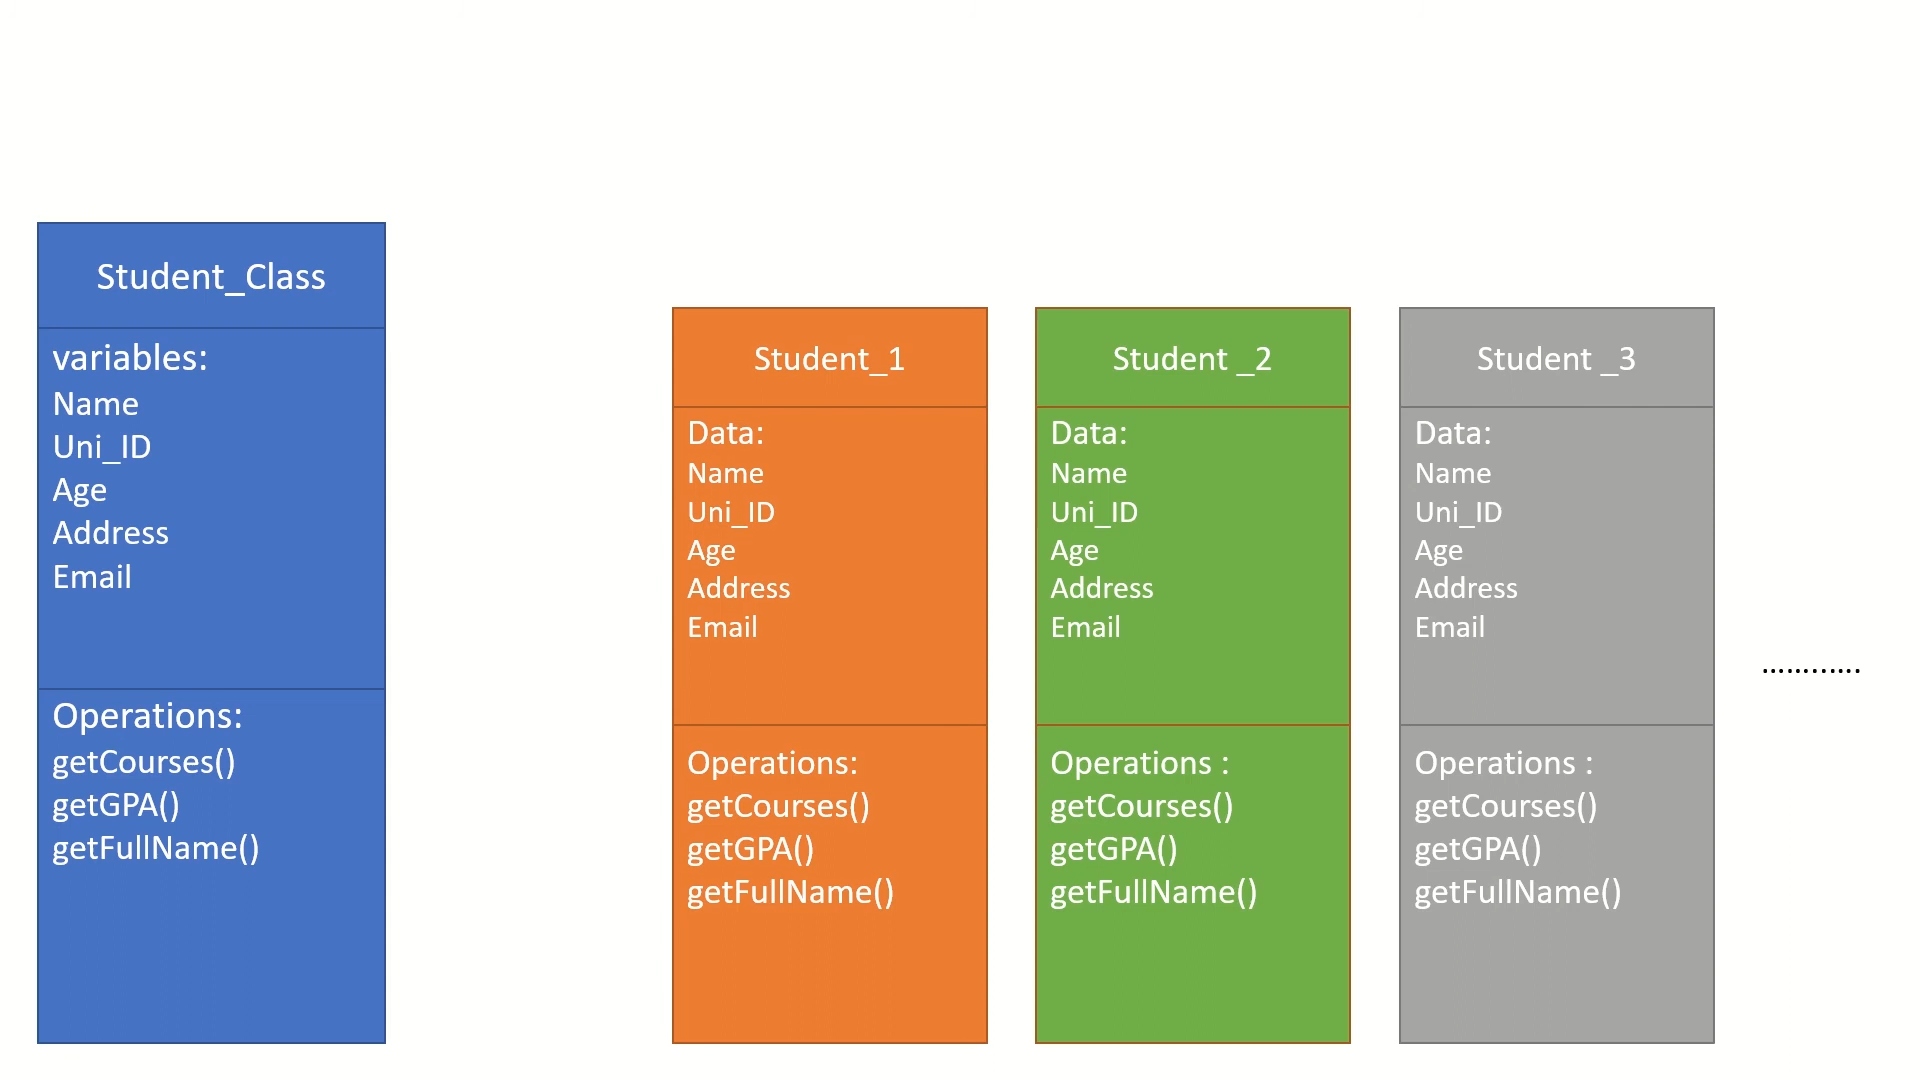 Student_Class
variables:
Name
Uni_ID
Age
Address
Email
Operations:
getCourses()
getGPA()
getFullName()
Student_1
Data:
Name
Uni_ID
Age
Address
Email
Operations:
getCourses()
getGPA()
getFullName()
Student _2
Data:
Name
Uni_ID
Age
Address
Email
Operations :
getCourses()
getGPA()
getFullName()
Student _3
Data:
Name
Uni_ID
Age
Address
Email
Operations :
getCourses()
getGPA()
getFullName()
............